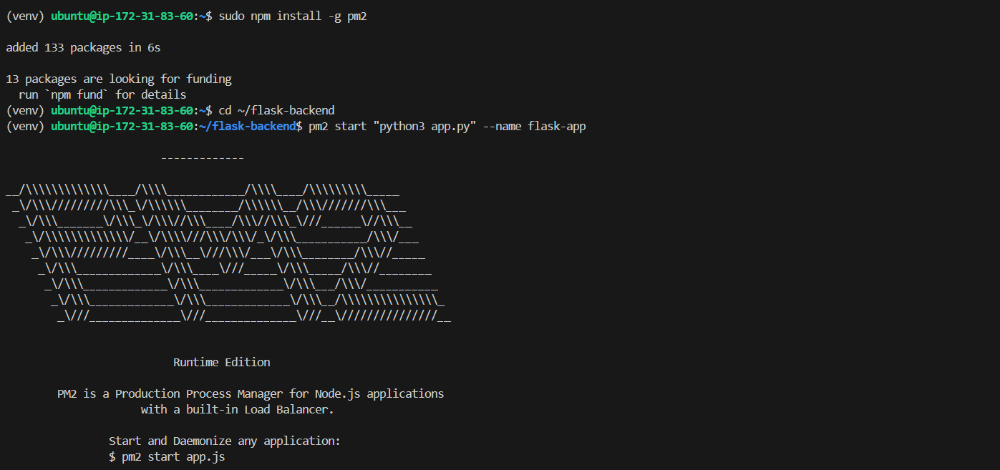 (venv) ubuntu@ip-172-31-83-60:~$ sudo npm install -g pm2
added 133 packages in 6s
13 packages are looking for funding
  run `npm fund` for details
(venv) ubuntu@ip-172-31-83-60:~$ cd ~/flask-backend
(venv) ubuntu@ip-172-31-83-60:~/flask-backend$ pm2 start "python3 app.py" --name flask-app
                        -------------
__/\\\\\\\\\\\\\____/\\\\____________/\\\\____/\\\\\\\\\_____
 _\/\\\/////////\\\_\/\\\\\\________/\\\\\\__/\\\///////\\\___
  _\/\\\_______\/\\\_\/\\\//\\\____/\\\//\\\_\///______\//\\\__
   _\/\\\\\\\\\\\\\/__\/\\\\///\\\/\\\/_\/\\\___________/\\\/___
    _\/\\\/////////____\/\\\__\///\\\/___\/\\\________/\\\//_____
     _\/\\\_____________\/\\\____\///_____\/\\\_____/\\\//________
      _\/\\\_____________\/\\\_____________\/\\\___/\\\/___________
       _\/\\\_____________\/\\\_____________\/\\\__/\\\\\\\\\\\\\\\_
        _\///______________\///______________\///__\///////////////__
                          Runtime Edition
        PM2 is a Production Process Manager for Node.js applications
                     with a built-in Load Balancer.
                Start and Daemonize any application:
                $ pm2 start app.js